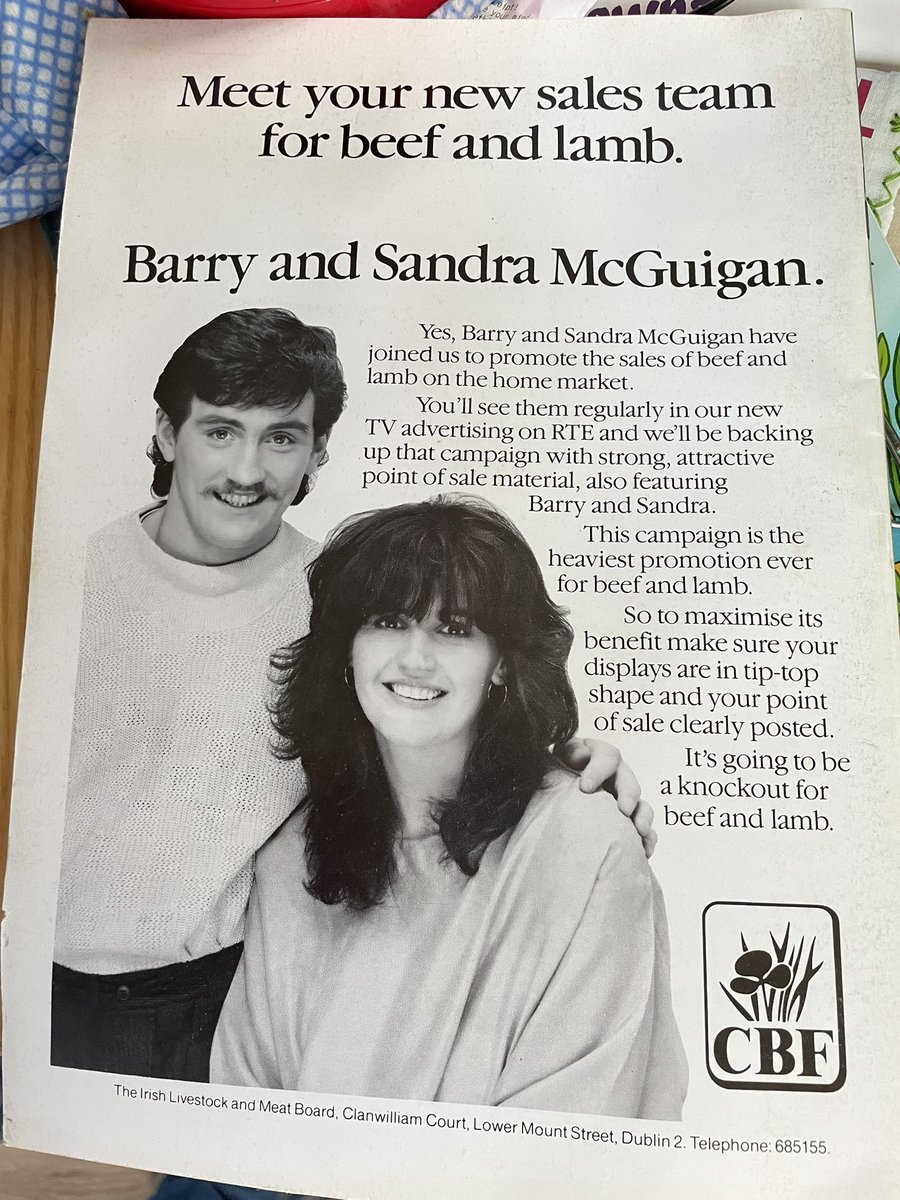 your pin
own
Meet your new sales team
for beef and lamb.
Barry and Sandra McGuigan.
Yes, Barry and Sandra McGuigan have
joined us to promote the sales of beef and
lamb on the home market.
You'll see them regularly in our new
TV advertising on RTE and we'll be backing
up that campaign with strong, attractive
point of sale material, also featuring
Barry and Sandra.
This campaign is the
heaviest promotion ever
for beef and lamb.
So to maximise its
benefit make sure your
displays are in tip-top
shape and your point
of sale clearly posted.
It's going to be
a knockout for
beef and lamb.
CBF
The Irish Livestock and Meat Board, Clanwilliam Court, Lower Mount Street, Dublin 2. Telephone: 685155.